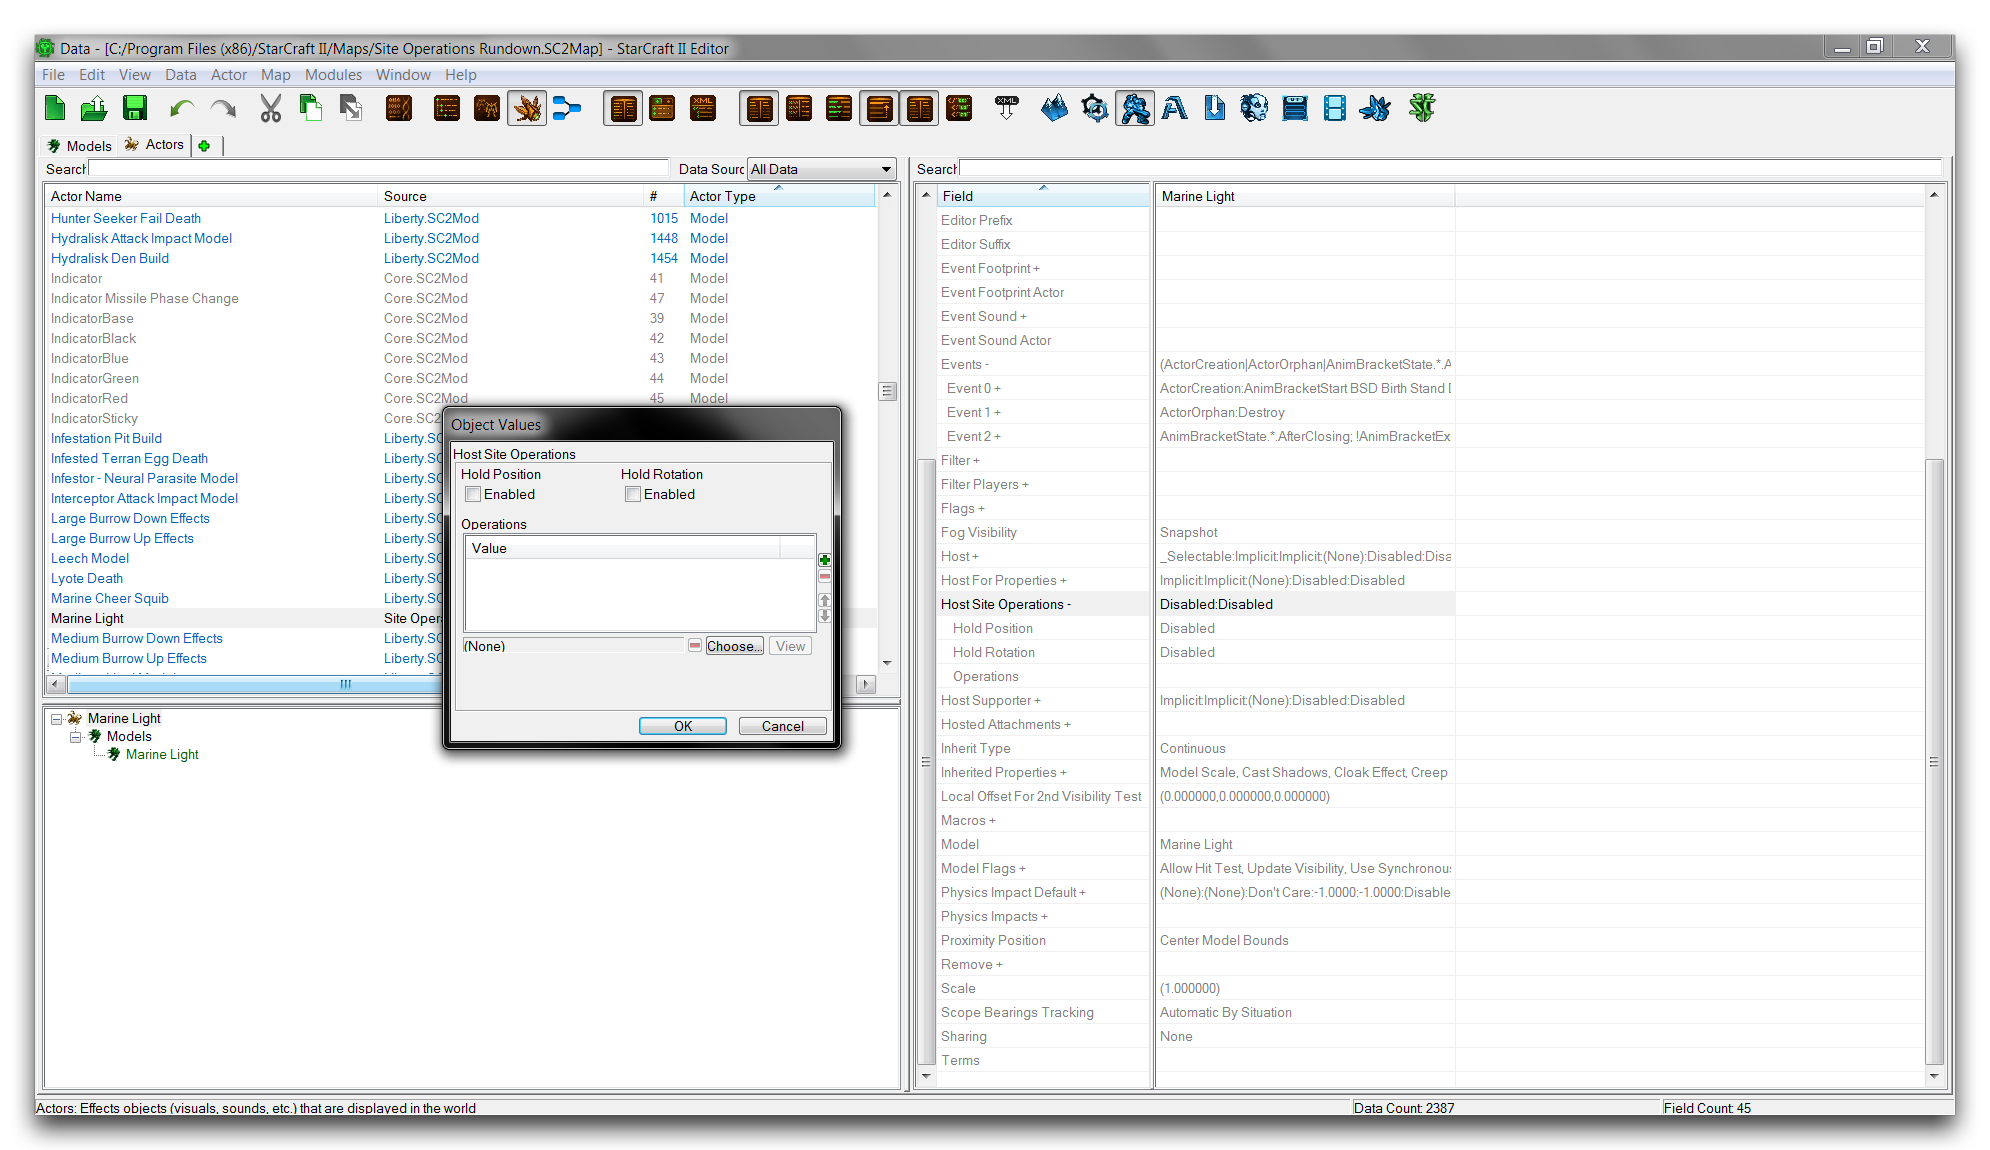 Data - [C:/Program Files (x86)/StarCraft II/Maps/Site Operations Rundown.SC2Map] - StarCraft II Editor
File Edit View Data Actor Map Modules Window Help
Models Actors
Search Data Sourc All Data
Actor Name Source # Actor Type
Hunter Seeker Fail Death Liberty.SC2Mod 1015 Model
Hydralisk Attack Impact Model Liberty.SC2Mod 1448 Model
Hydralisk Den Build Liberty.SC2Mod 1454 Model
Indicator Core.SC2Mod 41 Model
Indicator Missile Phase Change Core.SC2Mod 47 Model
IndicatorBase Core.SC2Mod 39 Model
IndicatorBlack Core.SC2Mod 42 Model
IndicatorBlue Core.SC2Mod 43 Model
IndicatorGreen Core.SC2Mod 44 Model
IndicatorRed Core.SC2Mod 45 Model
IndicatorSticky Core.SC
Infestation Pit Build Liberty.SC
Infested Terran Egg Death Liberty.SC
Infestor - Neural Parasite Model Liberty.SC
Interceptor Attack Impact Model Liberty.SC
Large Burrow Down Effects Liberty.SC
Large Burrow Up Effects Liberty.SC
Leech Model Liberty.SC
Lyote Death Liberty.SC
Marine Cheer Squib Liberty.SC
Marine Light Site Oper
Medium Burrow Down Effects Liberty.SC
Medium Burrow Up Effects Liberty.SC
Marine Light
Models
Marine Light
Object Values
Host Site Operations
Hold Position Hold Rotation
Enabled Enabled
Operations
Value
(None) Choose... View
OK Cancel
Search
Field Marine Light
Editor Prefix
Editor Suffix
Event Footprint +
Event Footprint Actor
Event Sound +
Event Sound Actor
Events - (ActorCreation|ActorOrphan|AnimBracketState.*.A
Event 0 + ActorCreation:AnimBracketStart BSD Birth Stand D
Event 1 + ActorOrphan:Destroy
Event 2 + AnimBracketState.*.AfterClosing; !AnimBracketEx
Filter +
Filter Players +
Flags +
Fog Visibility Snapshot
Host + _Selectable:Implicit:Implicit:(None):Disabled:Disa
Host For Properties + Implicit:Implicit:(None):Disabled:Disabled
Host Site Operations - Disabled:Disabled
Hold Position Disabled
Hold Rotation Disabled
Operations
Host Supporter + Implicit:Implicit:(None):Disabled:Disabled
Hosted Attachments +
Inherit Type Continuous
Inherited Properties + Model Scale, Cast Shadows, Cloak Effect, Creep
Local Offset For 2nd Visibility Test (0.000000,0.000000,0.000000)
Macros +
Model Marine Light
Model Flags + Allow Hit Test, Update Visibility, Use Synchronou
Physics Impact Default + (None):(None):Don't Care:-1.0000:-1.0000:Disable
Physics Impacts +
Proximity Position Center Model Bounds
Remove +
Scale (1.000000)
Scope Bearings Tracking Automatic By Situation
Sharing None
Terms
Actors: Effects objects (visuals, sounds, etc.) that are displayed in the world Data Count: 2387 Field Count: 45